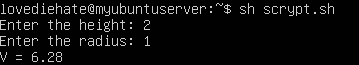 lovediehate@myubuntuserver:~$ sh scrypt.sh
Enter the height: 2
Enter the radius: 1
V = 6.28